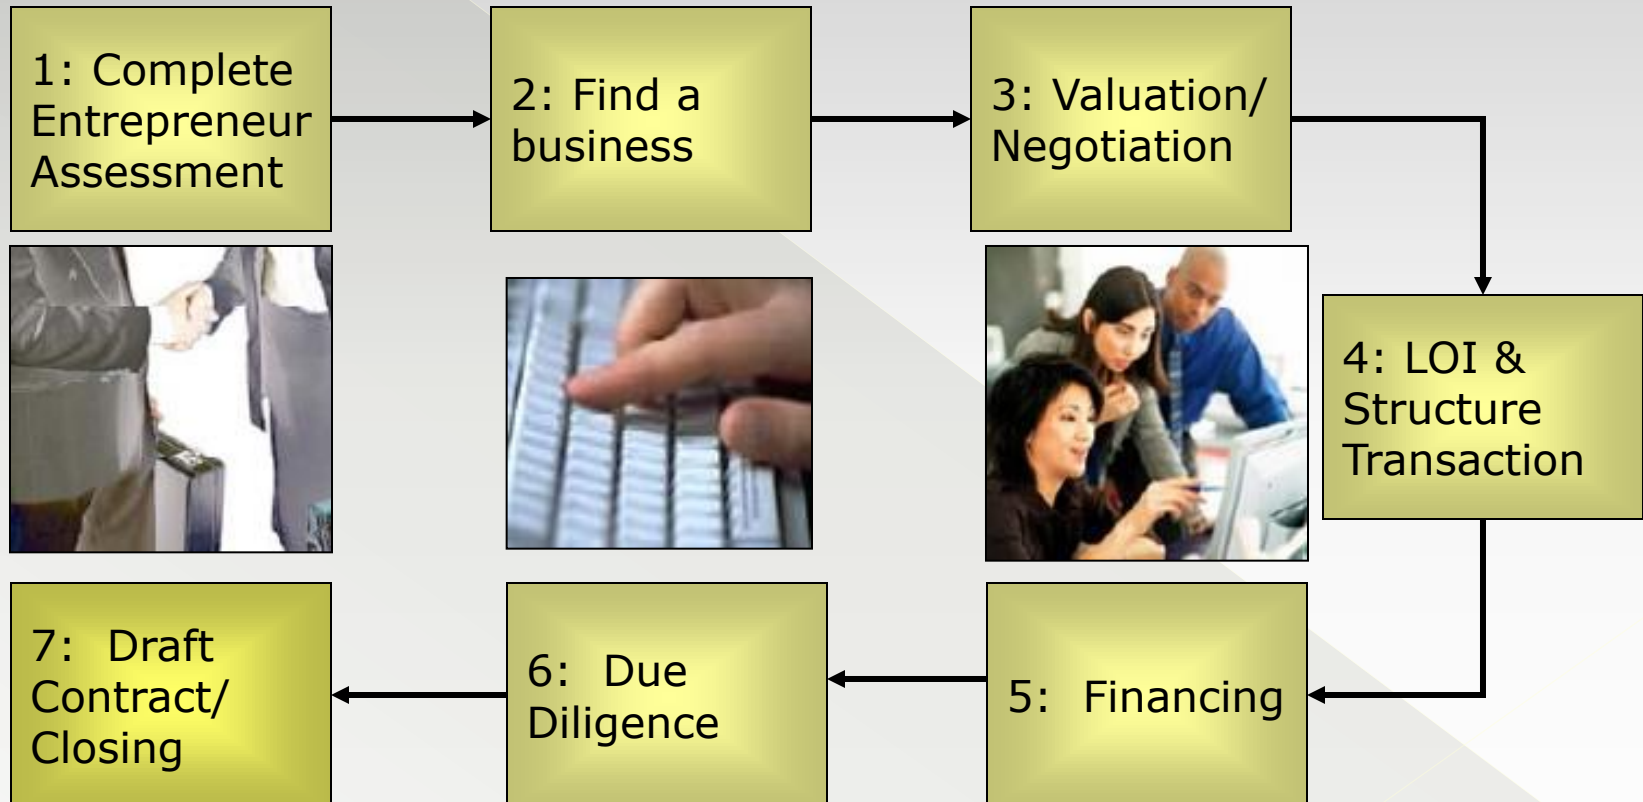 1: Complete
Entrepreneur
Assessment
2: Find a
business
3: Valuation/
Negotiation
4: LOI &
Structure
Transaction
5:  Financing
6:  Due
Diligence
7:  Draft
Contract/
Closing